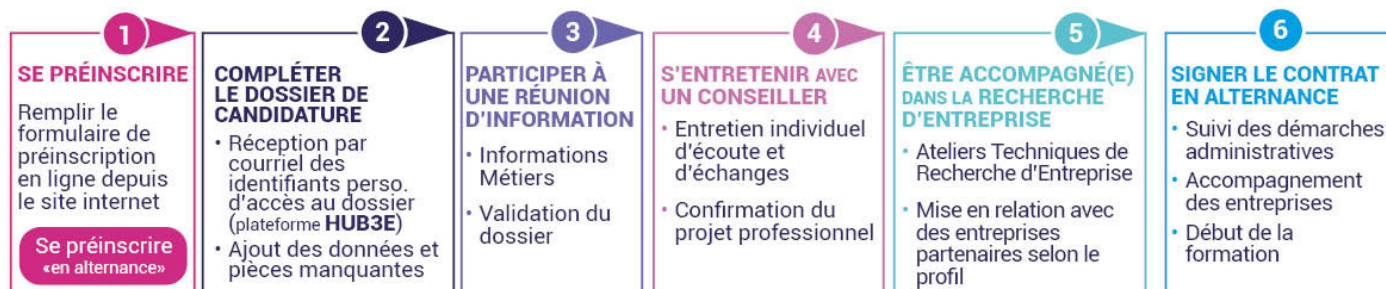 1
SE PRÉINSCRIRE
Remplir le
formulaire de
préinscription
en ligne depuis
le site internet
Se préinscrire
«en alternance»
2
COMPLÉTER
LE DOSSIER DE
CANDIDATURE
• Réception par
courriel des
identifiants perso.
d'accès au dossier
(plateforme HUB3E)
• Ajout des données et
pièces manquantes
3
PARTICIPER À
UNE RÉUNION
D'INFORMATION
• Informations
Métiers
• Validation du
dossier
4
S'ENTRETENIR AVEC
UN CONSEILLER
• Entretien individuel
d'écoute et
d'échanges
• Confirmation du
projet professionnel
5
ÊTRE ACCOMPAGNÉ(E)
DANS LA RECHERCHE
D'ENTREPRISE
• Ateliers Techniques de
Recherche d'Entreprise
• Mise en relation avec
des entreprises
partenaires selon le
profil
6
SIGNER LE CONTRAT
EN ALTERNANCE
• Suivi des démarches
administratives
• Accompagnement
des entreprises
• Début de la
formation